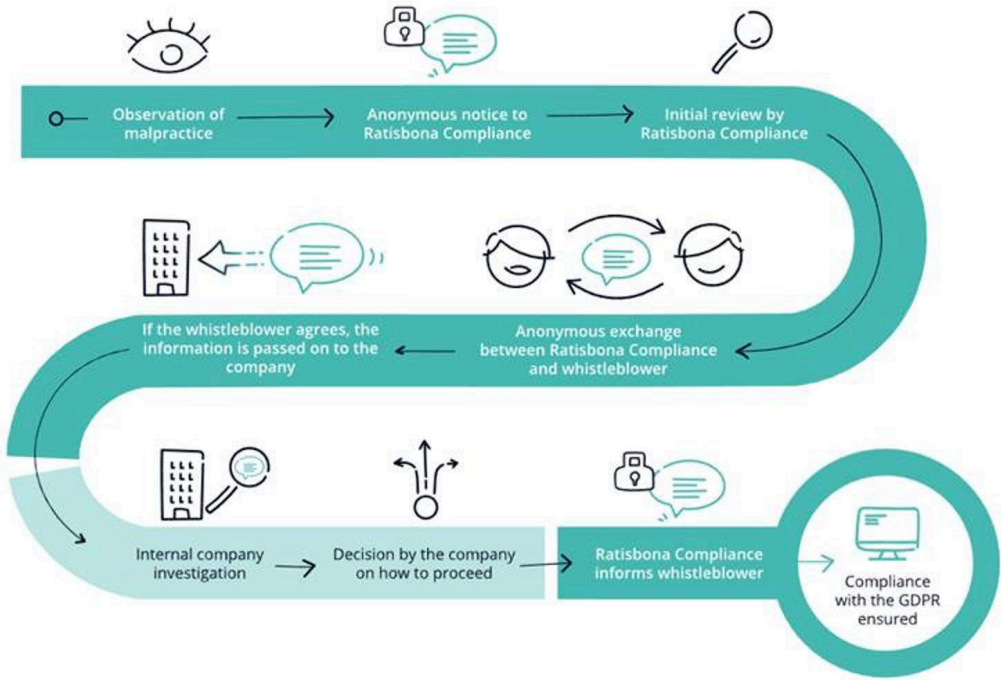 Observation of
malpractice
Anonymous notice to
Ratisbona Compliance
Initial review by
Ratisbona Compliance
Anonymous exchange
between Ratisbona Compliance
and whistleblower
If the whistleblower agrees, the
information is passed on to the
company
Internal company
investigation
Decision by the company
on how to proceed
Ratisbona Compliance
informs whistleblower
Compliance
with the GDPR
ensured